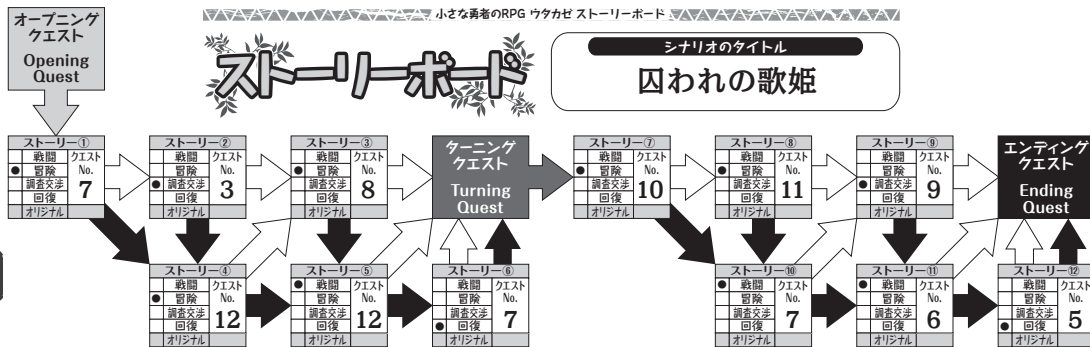 小さな勇者のRPG ウタカゼ ストーリーボード
ストーリーボード
シナリオのタイトル
囚われの歌姫
オープニング
クエスト
Opening
Quest
ストーリー①
戦闘
● 冒険
調査交渉
回復
オリジナル
クエスト
No.
7
ストーリー②
戦闘
冒険
● 調査交渉
回復
オリジナル
クエスト
No.
3
ストーリー③
戦闘
● 冒険
調査交渉
回復
オリジナル
クエスト
No.
8
ターニング
クエスト
Turning
Quest
ストーリー⑦
戦闘
● 冒険
調査交渉
回復
オリジナル
クエスト
No.
10
ストーリー⑧
戦闘
● 冒険
調査交渉
回復
オリジナル
クエスト
No.
11
ストーリー⑨
戦闘
冒険
● 調査交渉
回復
オリジナル
クエスト
No.
9
エンディング
クエスト
Ending
Quest
ストーリー④
戦闘
● 冒険
調査交渉
回復
オリジナル
クエスト
No.
12
ストーリー⑤
● 戦闘
冒険
調査交渉
回復
オリジナル
クエスト
No.
12
ストーリー⑥
戦闘
冒険
調査交渉
● 回復
オリジナル
クエスト
No.
7
ストーリー⑩
● 戦闘
冒険
調査交渉
回復
オリジナル
クエスト
No.
7
ストーリー⑪
● 戦闘
冒険
調査交渉
回復
オリジナル
クエスト
No.
6
ストーリー⑫
戦闘
冒険
調査交渉
● 回復
オリジナル
クエスト
No.
5